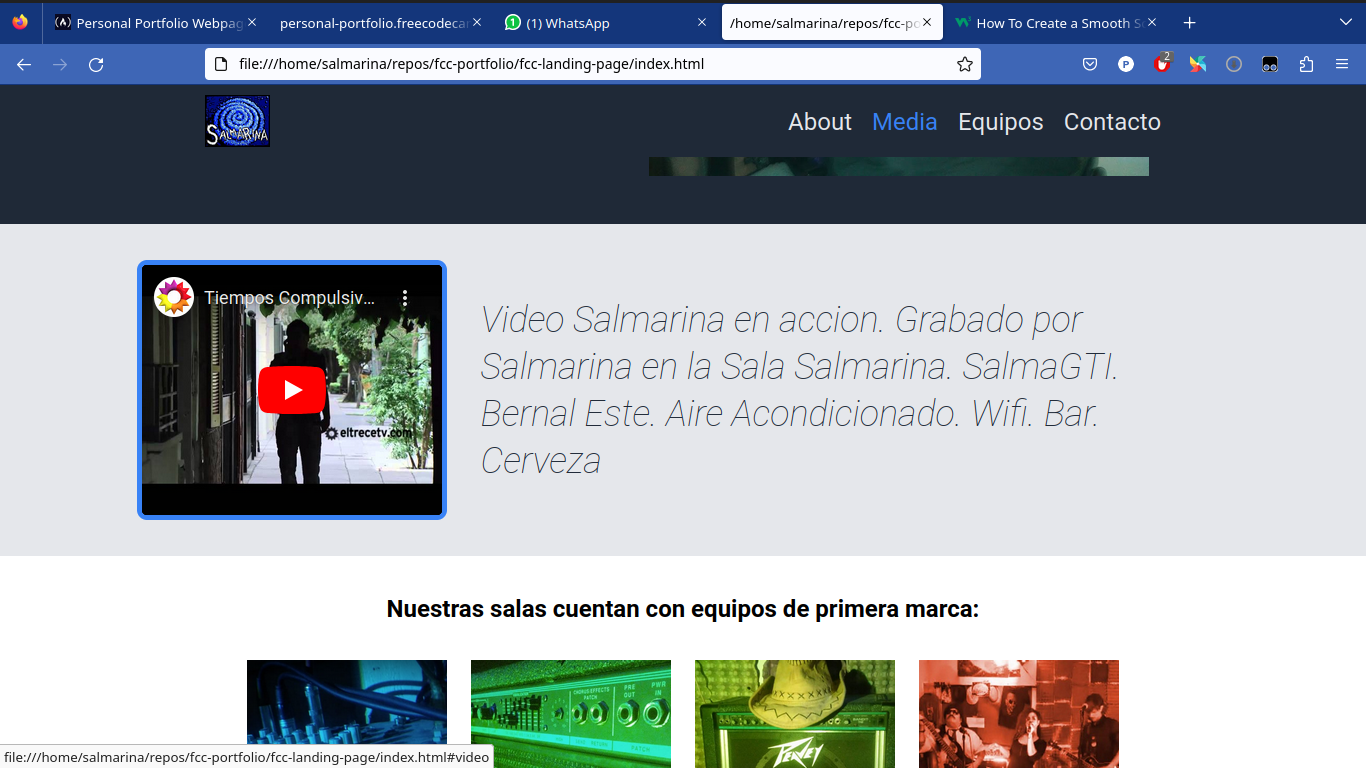 Personal Portfolio Webpag
personal-portfolio.freecodecar
(1) WhatsApp
/home/salmarina/repos/fcc-po
How To Create a Smooth S
file:///home/salmarina/repos/fcc-portfolio/fcc-landing-page/index.html
2
SALMARINA
About Media Equipos Contacto
Tiempos Compulsiv...
eltrecetv.com
Video Salmarina en accion. Grabado por
Salmarina en la Sala Salmarina. SalmaGTI.
Bernal Este. Aire Acondicionado. Wifi. Bar.
Cerveza
Nuestras salas cuentan con equipos de primera marca:
CHORUS·EFFECTS
PATCH
PRE
OUT
PWR
IN
PATCH
PEAVEY
file:///home/salmarina/repos/fcc-portfolio/fcc-landing-page/index.html#video